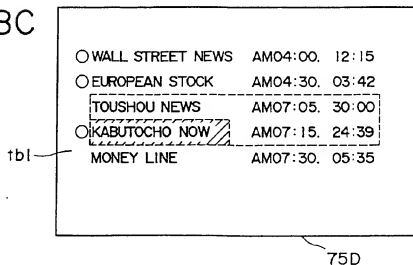 3C
○ WALL STREET NEWS AM04:00. 12:15
○ EUROPEAN STOCK AM04:30. 03:42
TOUSHOU NEWS AM07:05. 30:00
○ KABUTOCHO NOW AM07:15. 24:39
tbl
MONEY LINE AM07:30. 05:35
75D